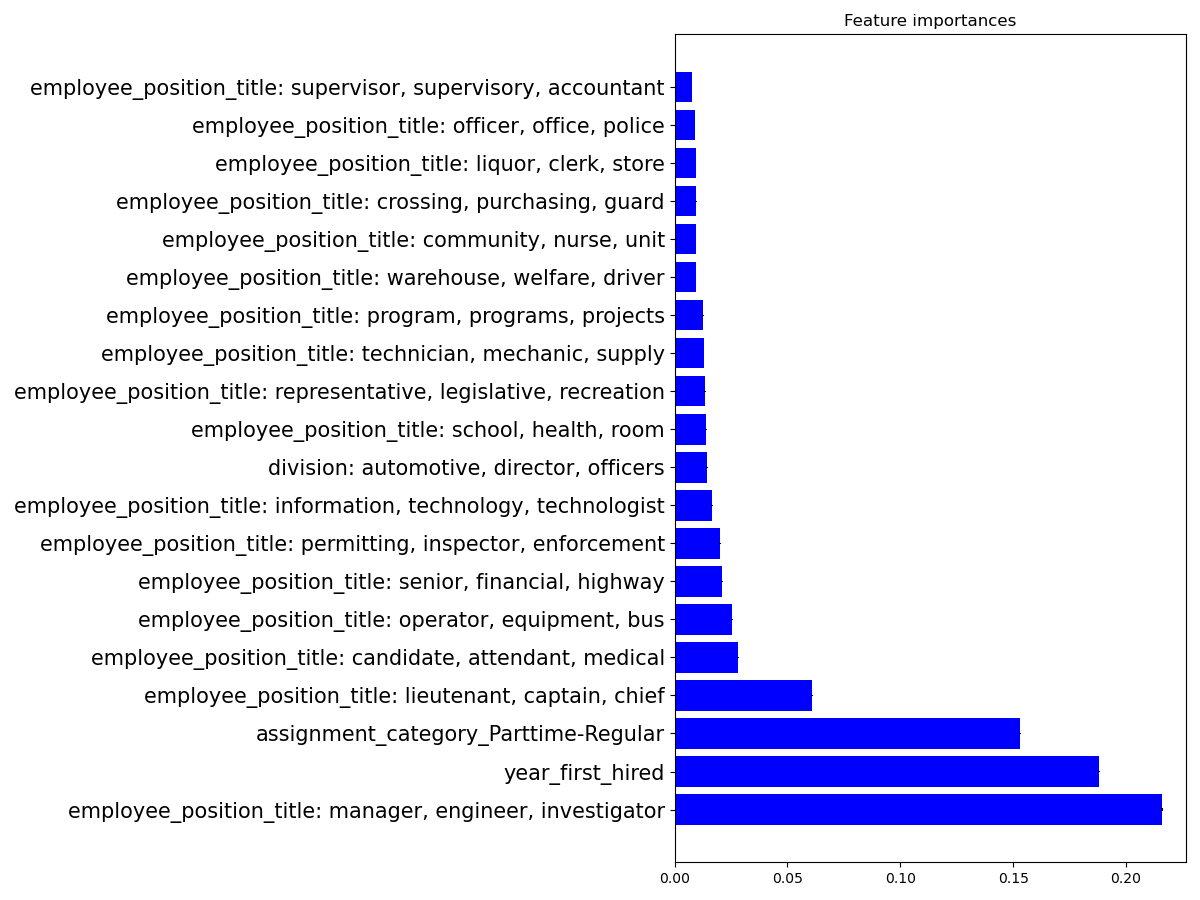 Feature importances
employee_position_title: supervisor, supervisory, accountant
employee_position_title: officer, office, police
employee_position_title: liquor, clerk, store
employee_position_title: crossing, purchasing, guard
employee_position_title: community, nurse, unit
employee_position_title: warehouse, welfare, driver
employee_position_title: program, programs, projects
employee_position_title: technician, mechanic, supply
employee_position_title: representative, legislative, recreation
employee_position_title: school, health, room
division: automotive, director, officers
employee_position_title: information, technology, technologist
employee_position_title: permitting, inspector, enforcement
employee_position_title: senior, financial, highway
employee_position_title: operator, equipment, bus
employee_position_title: candidate, attendant, medical
employee_position_title: lieutenant, captain, chief
assignment_category_Parttime-Regular
year_first_hired
employee_position_title: manager, engineer, investigator
0.00 0.05 0.10 0.15 0.20